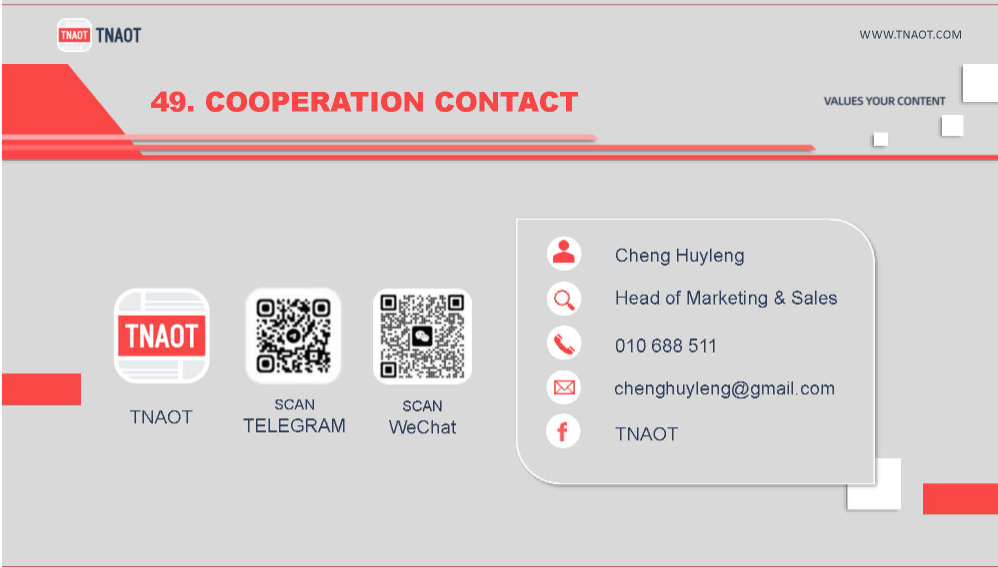 TNAOT TNAOT
WWW.TNAOT.COM
49. COOPERATION CONTACT
VALUES YOUR CONTENT
TNAOT
TNAOT
SCAN
TELEGRAM
SCAN
WeChat
Cheng Huyleng
Head of Marketing & Sales
010 688 511
chenghuyleng@gmail.com
f
TNAOT